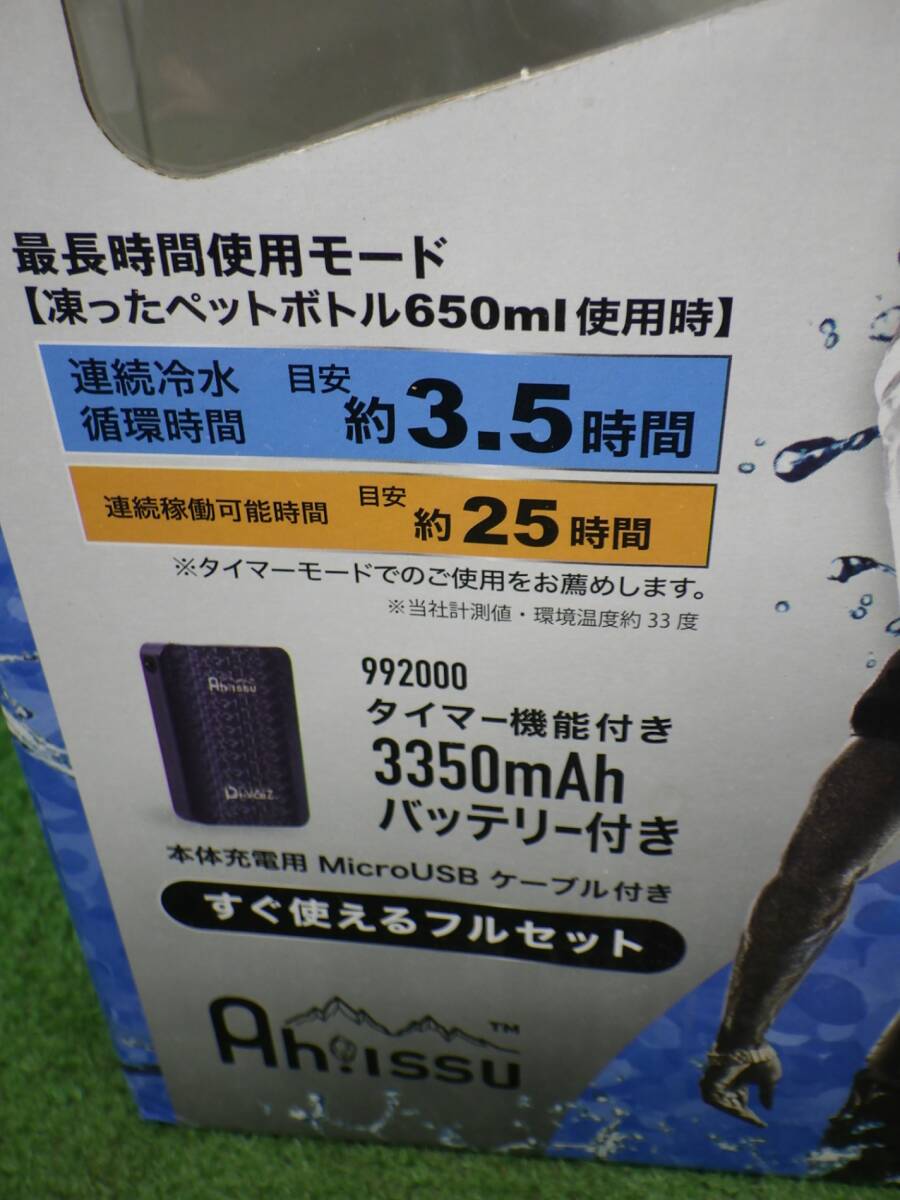 最長時間使用モード
【凍ったペットボトル650ml使用時】
連続冷水
循環時間
目安
約3.5時間
連続稼働可能時間
目安
約25時間
※タイマーモードでのご使用をお薦めします。
※当社計測値・環境温度約33度
Ah!issu
992000
タイマー機能付き
3350mAh
バッテリー付き
本体充電用 MicroUSB ケーブル付き
すぐ使えるフルセット
Ah!issu™